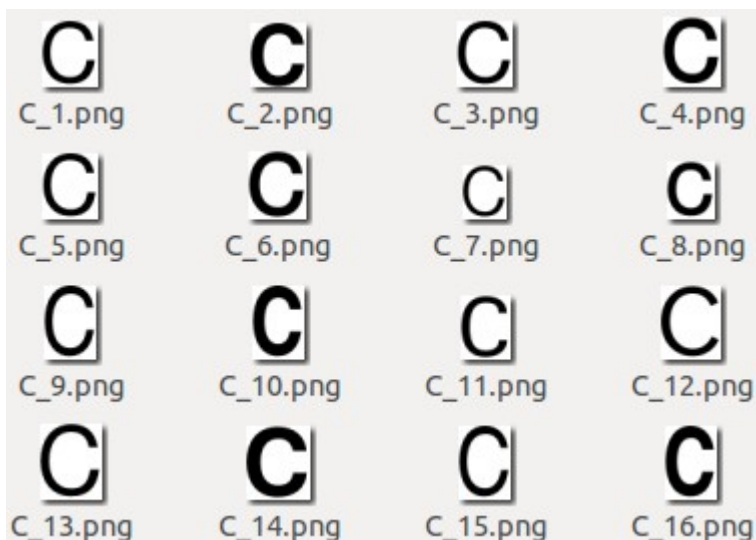 C C C C
C_1.png C_2.png C_3.png C_4.png
C C C C
C_5.png C_6.png C_7.png C_8.png
C C C C
C_9.png C_10.png C_11.png C_12.png
C C C C
C_13.png C_14.png C_15.png C_16.png